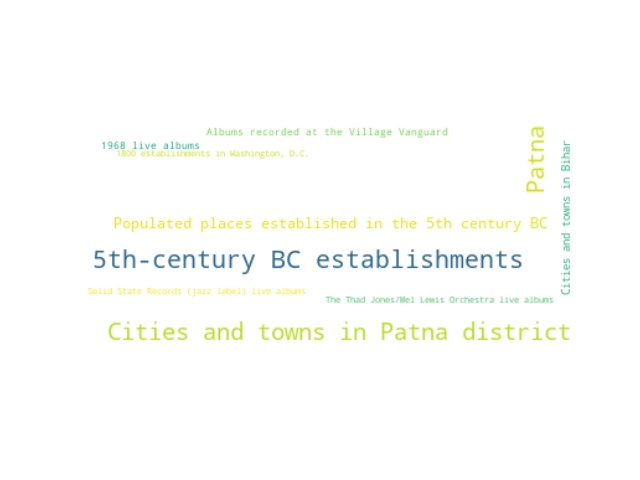 Albums recorded at the Village Vanguard
1968 live albums
1800 establishments in Washington, D.C.
Patna
Cities and towns in Bihar
Populated places established in the 5th century BC
5th-century BC establishments
Solid State Records (jazz label) live albums
The Thad Jones/Mel Lewis Orchestra live albums
Cities and towns in Patna district